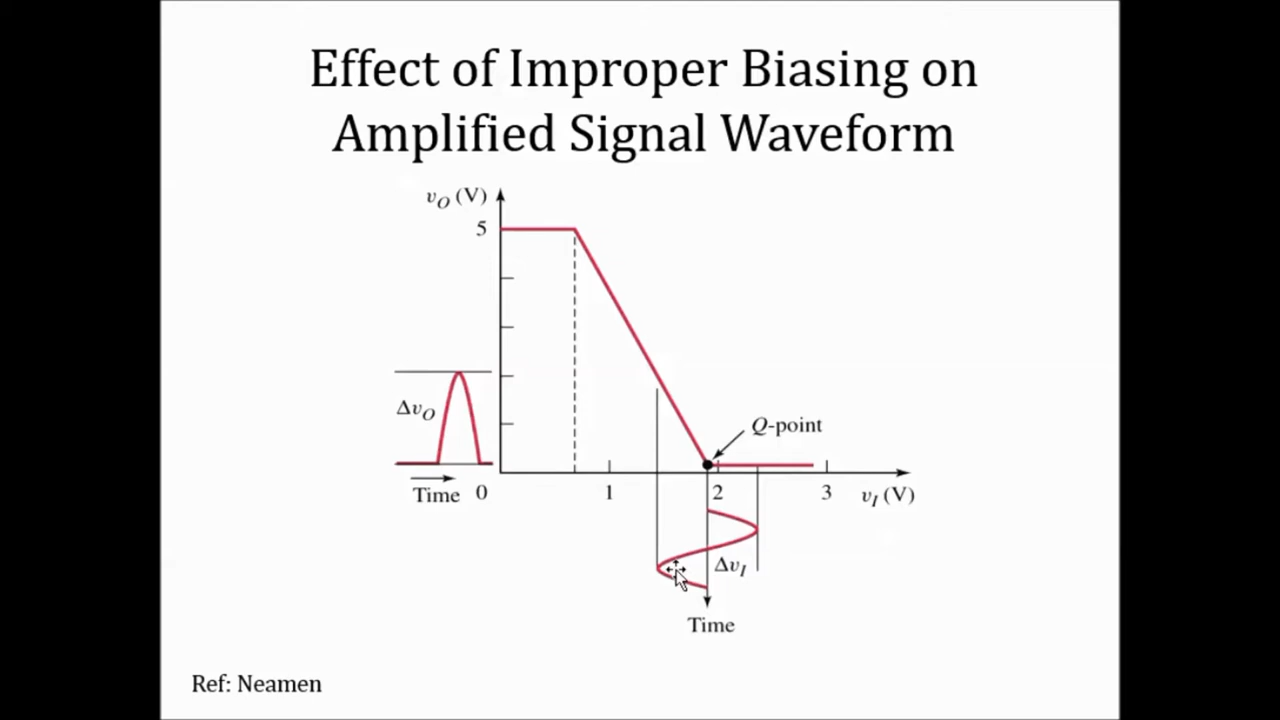 Effect of Improper Biasing on
Amplified Signal Waveform
v_O (V)
5
Δv_O
Q-point
Time 0 1 2 3 v_I (V)
Δv_I
Time
Ref: Neamen